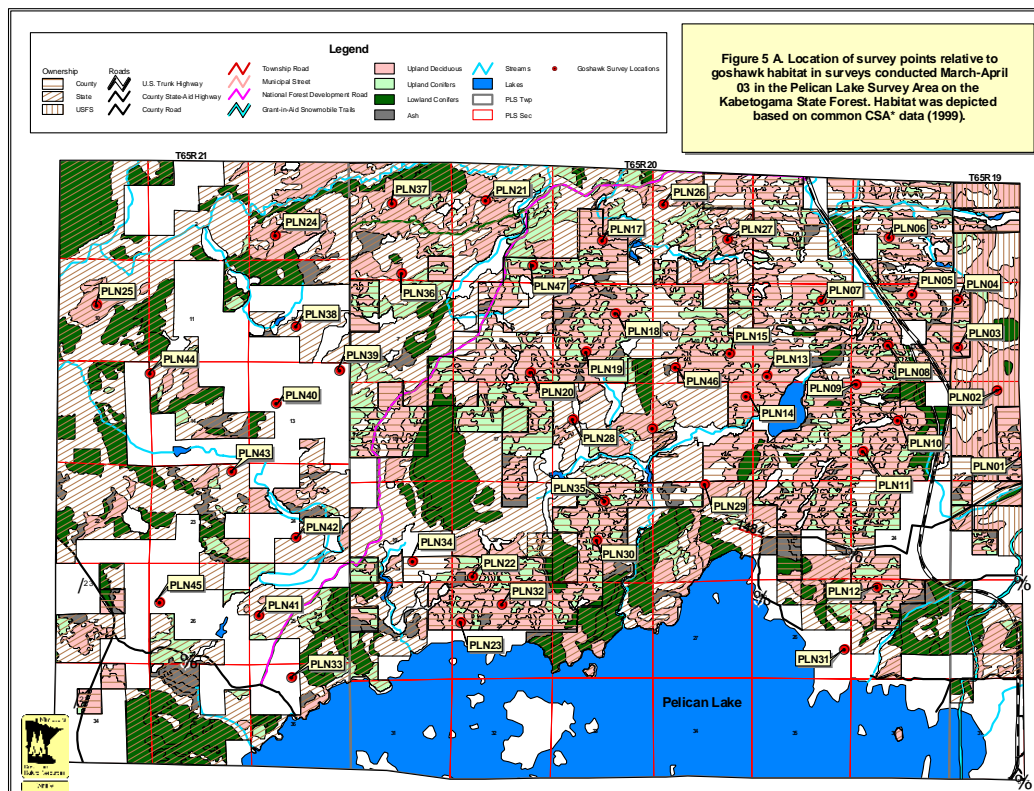 Legend
Ownership
County
State
USFS
Roads
U.S. Trunk Highway
County State-Aid Highway
County Road
Township Road
Municipal Street
National Forest Development Road
Grant-in-Aid Snowmobile Trails
Upland Deciduous
Upland Conifers
Lowland Conifers
Ash
Streams
Lakes
PLS Twp
PLS Sec
Goshawk Survey Locations
Figure 5 A. Location of survey points relative to
goshawk habitat in surveys conducted March-April
03 in the Pelican Lake Survey Area on the
Kabetogama State Forest. Habitat was depicted
based on common CSA* data (1999).
T65R 21
T65R 20
T65R 19
PLN37
PLN21
PLN26
PLN24
PLN17
PLN27
PLN06
PLN25
PLN36
PLN47
PLN07
PLN05
PLN04
PLN38
PLN18
PLN15
PLN03
PLN44
PLN39
PLN19
PLN13
PLN08
PLN20
PLN46
PLN09
PLN02
PLN40
PLN14
PLN28
PLN10
PLN43
PLN01
PLN35
PLN11
PLN42
PLN29
PLN34
PLN30
PLN22
PLN45
PLN32
PLN12
PLN41
PLN23
PLN31
PLN33
Pelican Lake